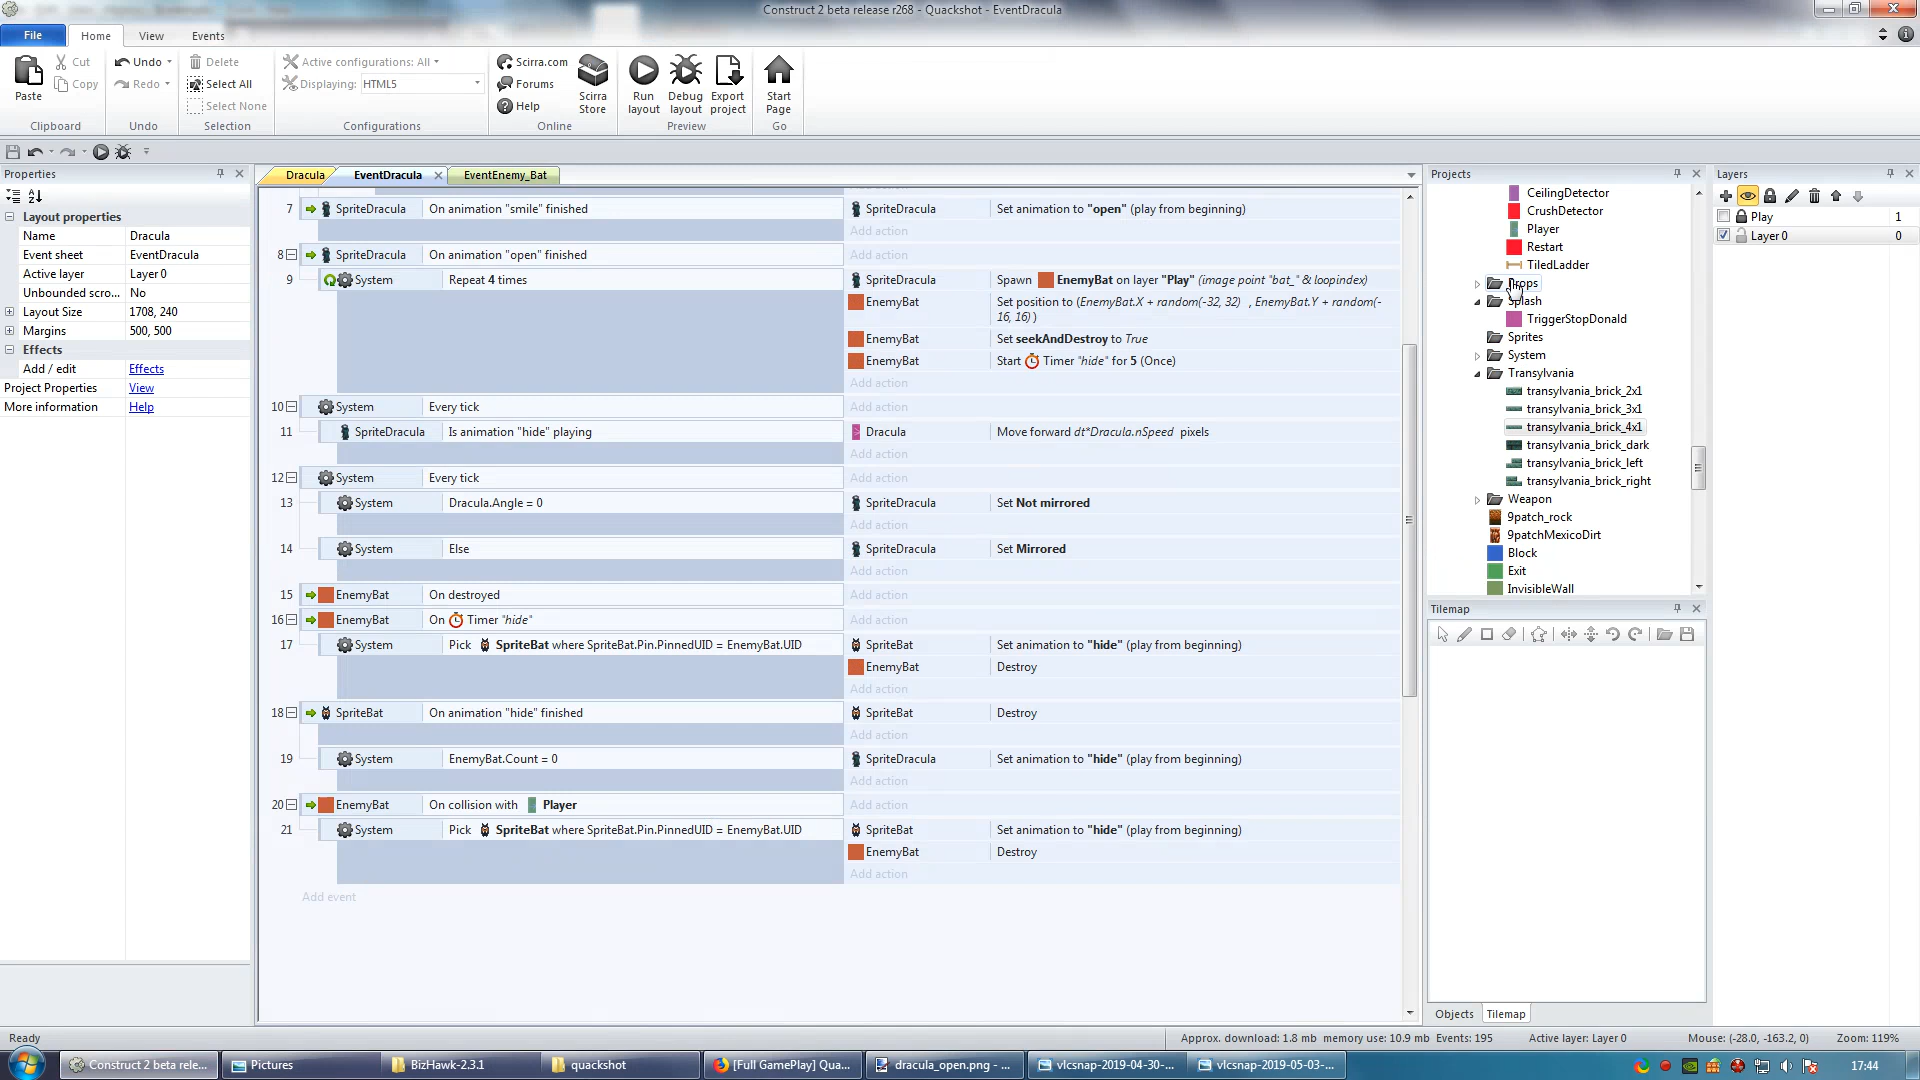 Construct 2 beta release r268 - Quackshot - EventDracula
File Home View Events
Paste Cut Copy Undo Redo Delete Select All Select None Active configurations: All Displaying: HTML5 Scirra.com Forums Help Scirra Store Run layout Debug layout Export project Start Page
Clipboard Undo Selection Configurations Online Preview Go
Properties
Layout properties
Name Dracula
Event sheet EventDracula
Active layer Layer 0
Unbounded scro... No
Layout Size 1708, 240
Margins 500, 500
Effects
Add / edit Effects
Project Properties View
More information Help
Dracula EventDracula EventEnemy_Bat
Add action
7 SpriteDracula On animation "smile" finished SpriteDracula Set animation to "open" (play from beginning)
Add action
8 SpriteDracula On animation "open" finished Add action
9 System Repeat 4 times SpriteDracula Spawn EnemyBat on layer "Play" (image point "bat_" & loopindex)
EnemyBat Set position to (EnemyBat.X + random(-32, 32) , EnemyBat.Y + random(-
16, 16) )
EnemyBat Set seekAndDestroy to True
EnemyBat Start Timer "hide" for 5 (Once)
Add action
10 System Every tick Add action
11 SpriteDracula Is animation "hide" playing Dracula Move forward dt*Dracula.nSpeed pixels
Add action
12 System Every tick Add action
13 System Dracula.Angle = 0 SpriteDracula Set Not mirrored
Add action
14 System Else SpriteDracula Set Mirrored
Add action
15 EnemyBat On destroyed Add action
16 EnemyBat On Timer "hide" Add action
17 System Pick SpriteBat where SpriteBat.Pin.PinnedUID = EnemyBat.UID SpriteBat Set animation to "hide" (play from beginning)
EnemyBat Destroy
Add action
18 SpriteBat On animation "hide" finished SpriteBat Destroy
Add action
19 System EnemyBat.Count = 0 SpriteDracula Set animation to "hide" (play from beginning)
Add action
20 EnemyBat On collision with Player Add action
21 System Pick SpriteBat where SpriteBat.Pin.PinnedUID = EnemyBat.UID SpriteBat Set animation to "hide" (play from beginning)
EnemyBat Destroy
Add action
Add event
Projects
CeilingDetector
CrushDetector
Player
Restart
TiledLadder
Splash
TriggerStopDonald
Sprites
System
Transylvania
transylvania_brick_2x1
transylvania_brick_3x1
transylvania_brick_4x1
transylvania_brick_dark
transylvania_brick_left
transylvania_brick_right
Weapon
9patch_rock
9patchMexicoDirt
Block
Exit
InvisibleWall
Tilemap
Objects Tilemap
Layers
Play 1
Layer 0 0
Ready Approx. download: 1.8 mb memory use: 10.9 mb Events: 195 Active layer: Layer 0 Mouse: (-28.0, -163.2, 0) Zoom: 119%
Construct 2 beta rele... Pictures BizHawk-2.3.1 quackshot [Full GamePlay] Qua... dracula_open.png - ... vlcsnap-2019-04-30-... vlcsnap-2019-05-03-... 17:44